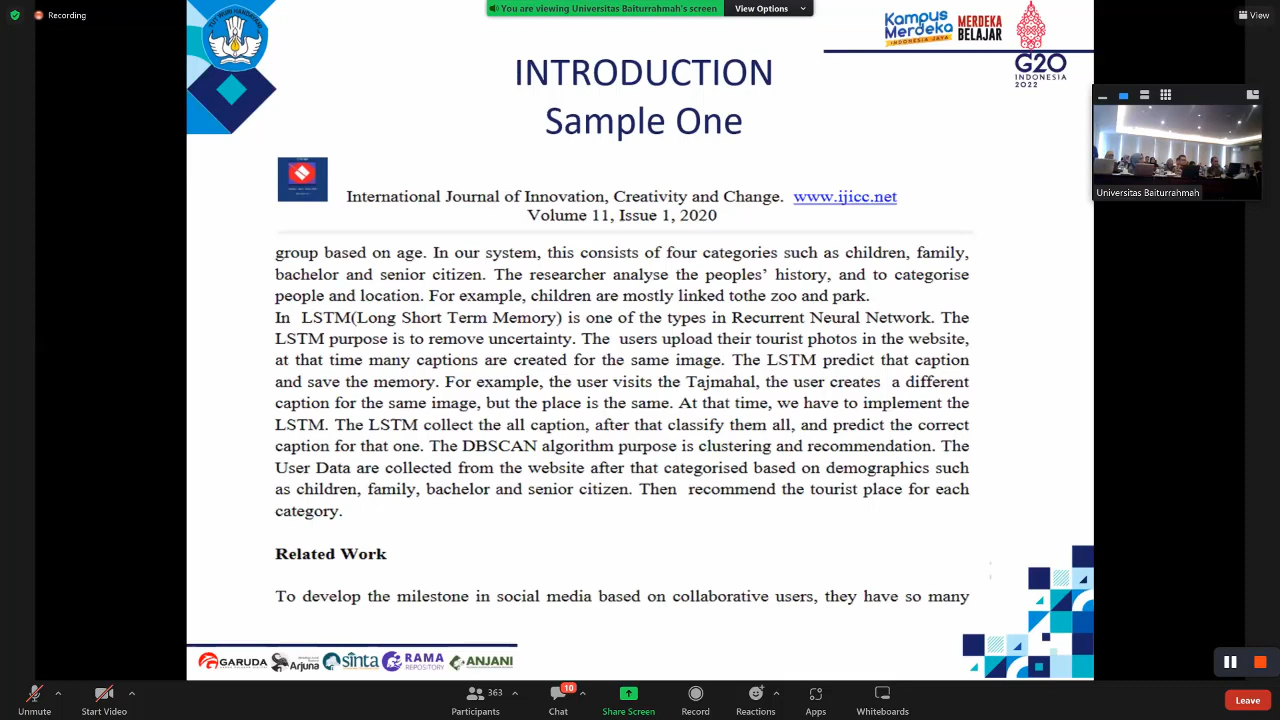 You are viewing Universitas Baiturrahmah's screen
View Options
Recording
View
TUT WURI HANDAYANI
Kampus
Merdeka
INDONESIA JAYA
MERDEKA
BELAJAR
G20
INDONESIA
2022
INTRODUCTION
Sample One
Universitas Baiturrahmah
International Journal of Innovation, Creativity and Change. www.ijicc.net
Volume 11, Issue 1, 2020
group based on age. In our system, this consists of four categories such as children, family,
bachelor and senior citizen. The researcher analyse the peoples' history, and to categorise
people and location. For example, children are mostly linked tothe zoo and park.
In LSTM(Long Short Term Memory) is one of the types in Recurrent Neural Network. The
LSTM purpose is to remove uncertainty. The users upload their tourist photos in the website,
at that time many captions are created for the same image. The LSTM predict that caption
and save the memory. For example, the user visits the Tajmahal, the user creates a different
caption for the same image, but the place is the same. At that time, we have to implement the
LSTM. The LSTM collect the all caption, after that classify them all, and predict the correct
caption for that one. The DBSCAN algorithm purpose is clustering and recommendation. The
User Data are collected from the website after that categorised based on demographics such
as children, family, bachelor and senior citizen. Then recommend the tourist place for each
category.
Related Work
To develop the milestone in social media based on collaborative users, they have so many
GARUDA
Arjuna
sinta
RAMA
REPOSITORY
ANJANI
Unmute
Start Video
363
Participants
10
Chat
Share Screen
Record
Reactions
Apps
Whiteboards
Leave